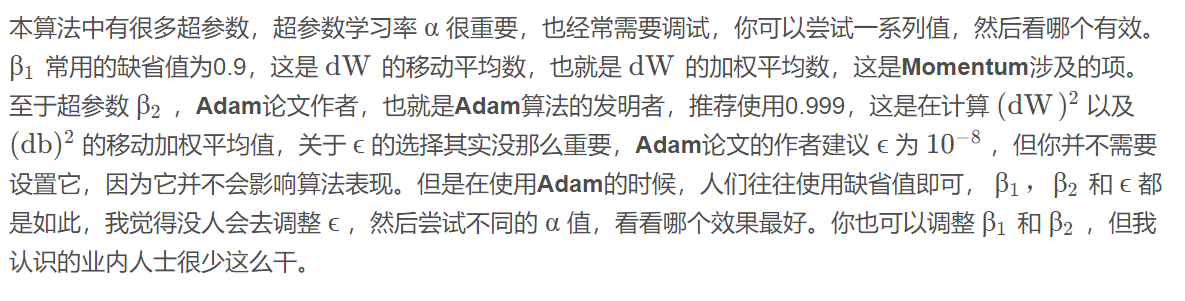 本算法中有很多超参数，超参数学习率 α 很重要，也经常需要调试，你可以尝试一系列值，然后看哪个有效。
β₁ 常用的缺省值为0.9，这是 dW 的移动平均数，也就是 dW 的加权平均数，这是Momentum涉及的项。
至于超参数 β₂ ，Adam论文作者，也就是Adam算法的发明者，推荐使用0.999，这是在计算 (dW)² 以及
(db)² 的移动加权平均值，关于 ϵ 的选择其实没那么重要，Adam论文的作者建议 ϵ 为 10⁻⁸ ，但你并不需要
设置它，因为它并不会影响算法表现。但是在使用Adam的时候，人们往往使用缺省值即可， β₁ ，β₂ 和 ϵ 都
是如此，我觉得没人会去调整 ϵ ，然后尝试不同的 α 值，看看哪个效果最好。你也可以调整 β₁ 和 β₂ ，但我
认识的业内人士很少这么干。